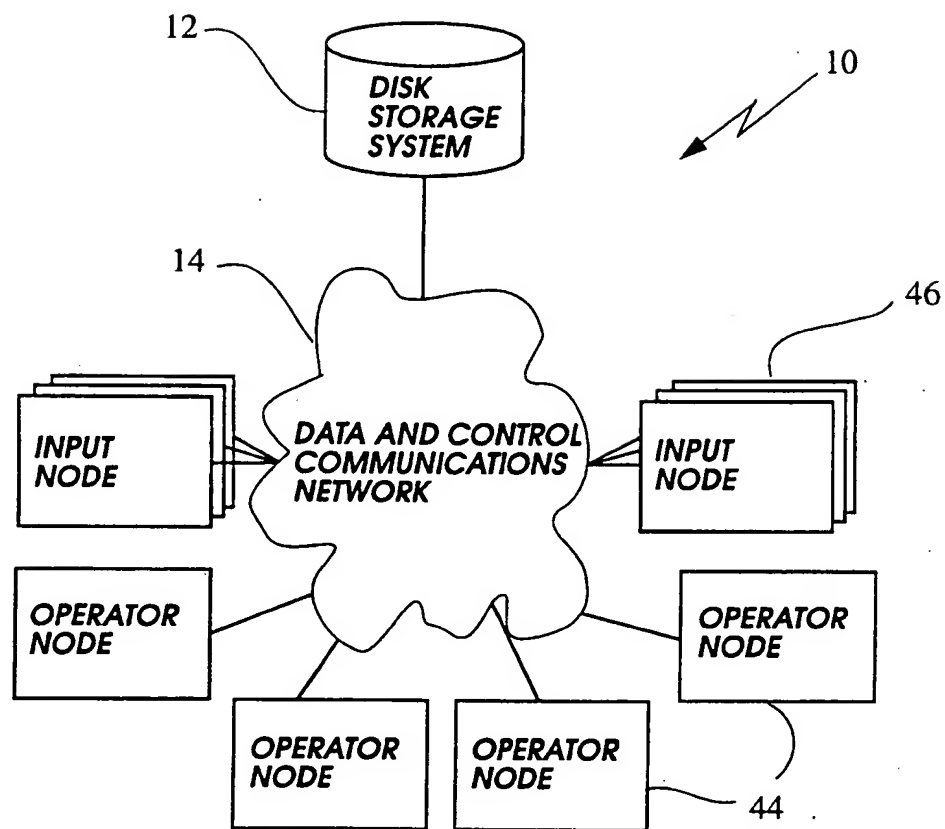 12
DISK
STORAGE
SYSTEM
10
14
46
INPUT
NODE
DATA AND CONTROL
COMMUNICATIONS
NETWORK
INPUT
NODE
OPERATOR
NODE
OPERATOR
NODE
OPERATOR
NODE
OPERATOR
NODE
44